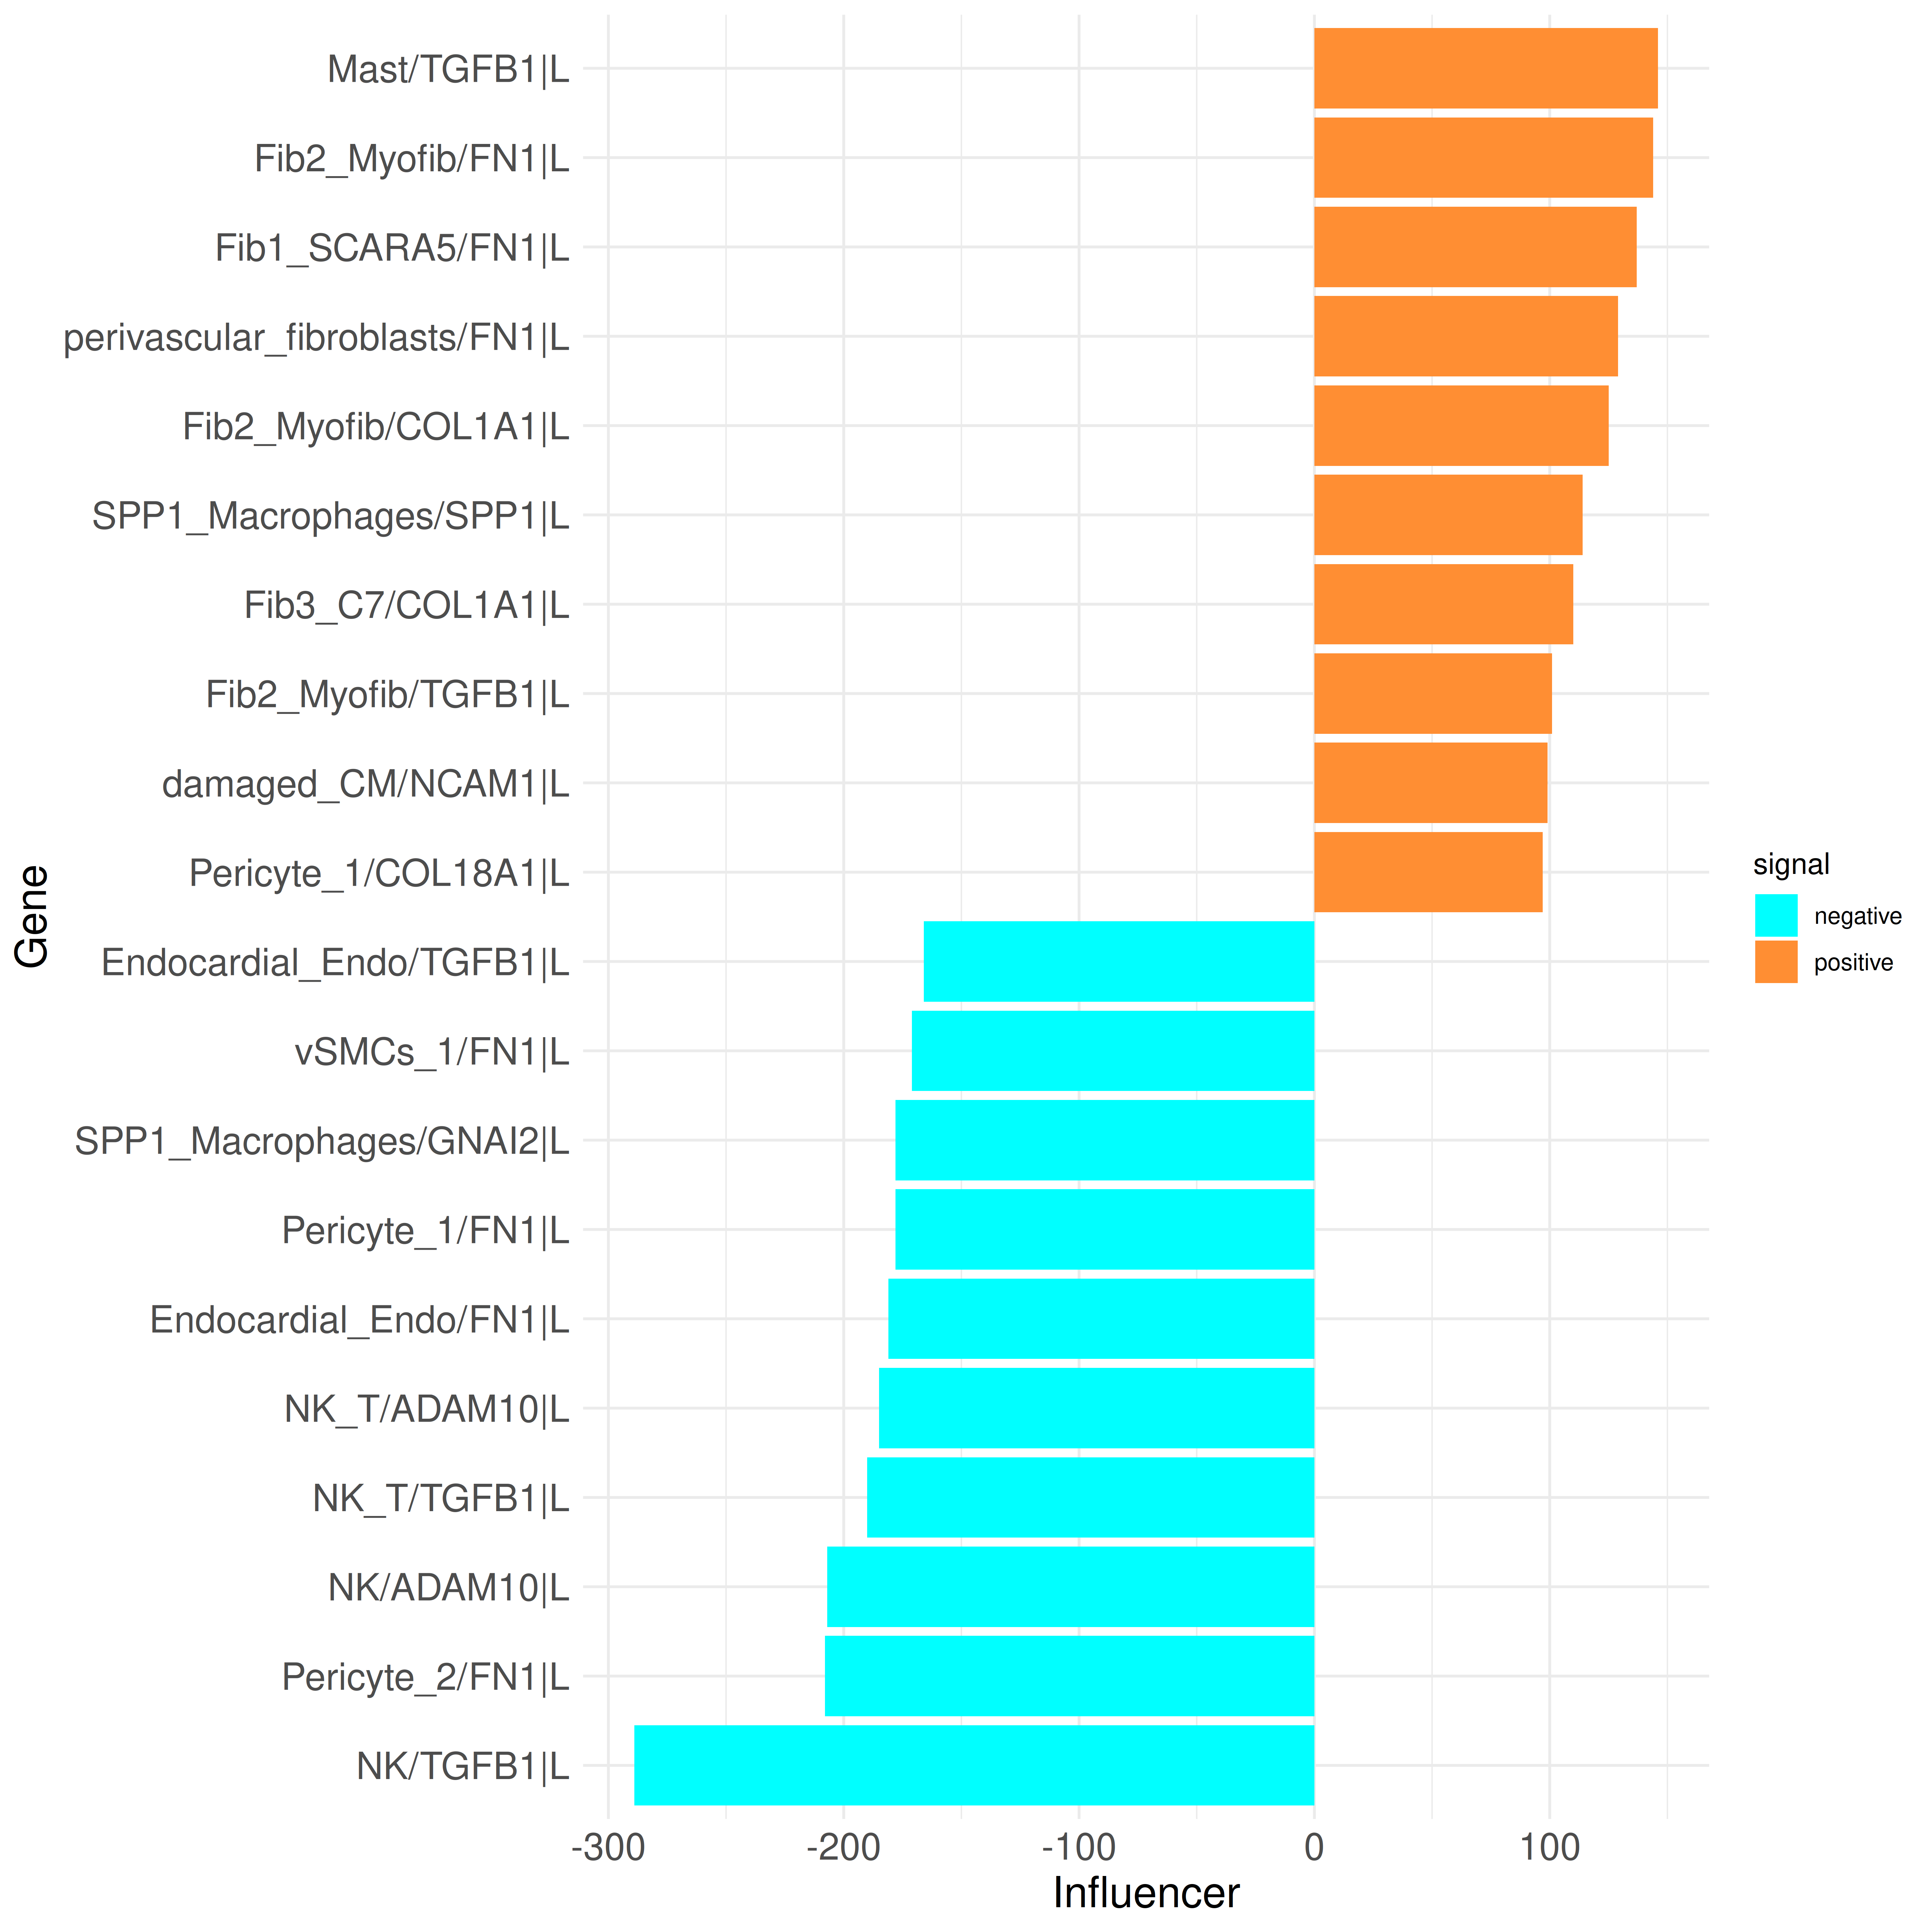 Mast/TGFB1|L
Fib2_Myofib/FN1|L
Fib1_SCARA5/FN1|L
perivascular_fibroblasts/FN1|L
Fib2_Myofib/COL1A1|L
SPP1_Macrophages/SPP1|L
Fib3_C7/COL1A1|L
Fib2_Myofib/TGFB1|L
damaged_CM/NCAM1|L
Pericyte_1/COL18A1|L
Endocardial_Endo/TGFB1|L
vSMCs_1/FN1|L
SPP1_Macrophages/GNAI2|L
Pericyte_1/FN1|L
Endocardial_Endo/FN1|L
NK_T/ADAM10|L
NK_T/TGFB1|L
NK/ADAM10|L
Pericyte_2/FN1|L
NK/TGFB1|L
Gene
-300 -200 -100 0 100
Influencer
signal
negative
positive